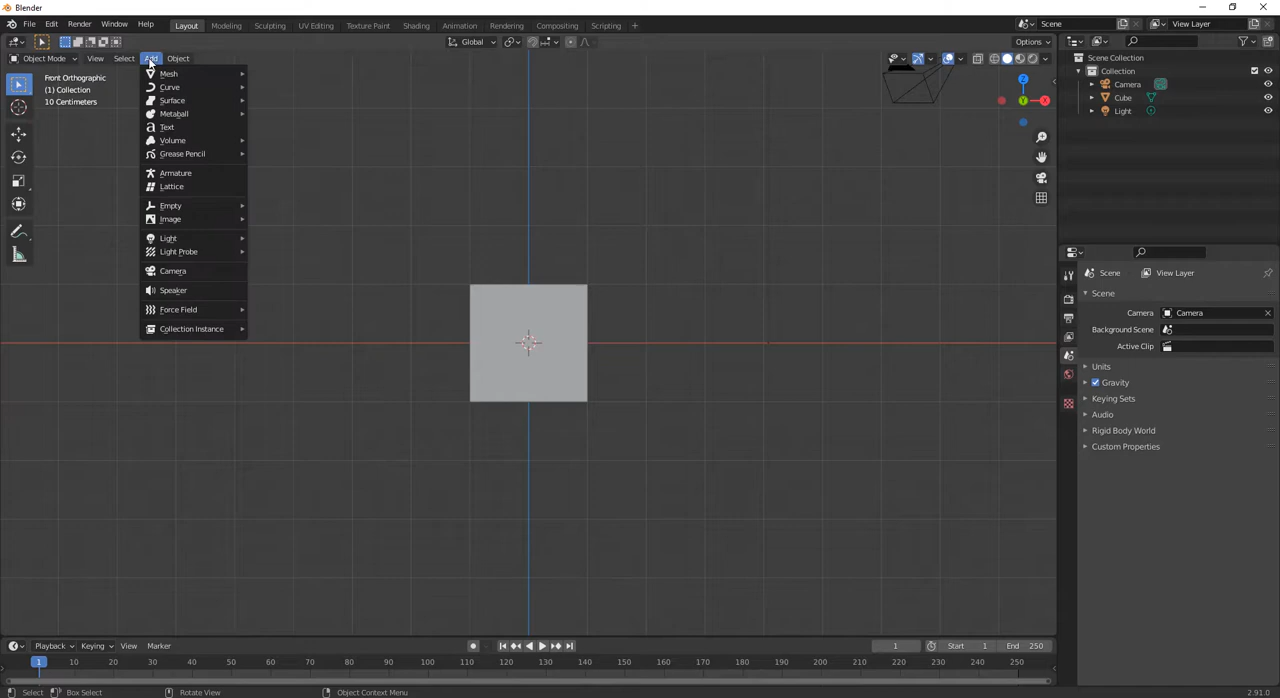 Blender
File Edit Render Window Help
Layout Modeling Sculpting UV Editing Texture Paint Shading Animation Rendering Compositing Scripting +
Scene
View Layer
Global
Options
Object Mode View Select Add Object
Front Orthographic
(1) Collection
10 Centimeters
Mesh
Curve
Surface
Metaball
Text
Volume
Grease Pencil
Armature
Lattice
Empty
Image
Light
Light Probe
Camera
Speaker
Force Field
Collection Instance
Z
Y
X
Scene Collection
Collection
Camera
Cube
Light
Scene View Layer
Scene
Camera Camera
Background Scene
Active Clip
Units
Gravity
Keying Sets
Audio
Rigid Body World
Custom Properties
Playback Keying View Marker
1 Start 1 End 250
1 10 20 30 40 50 60 70 80 90 100 110 120 130 140 150 160 170 180 190 200 210 220 230 240 250
Select Box Select Rotate View Object Context Menu 2.91.0